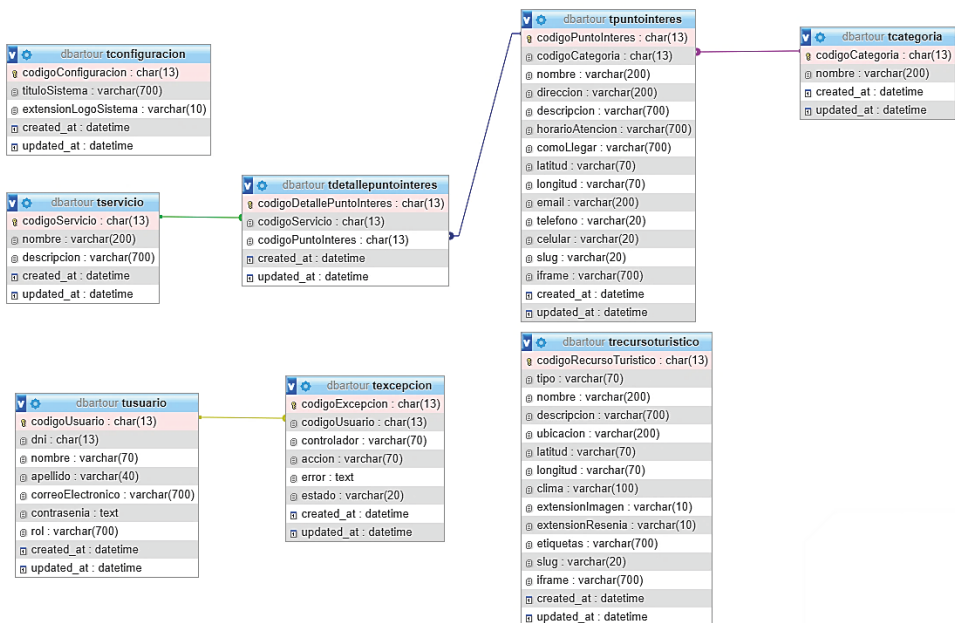 dbartour tconfiguracion
codigoConfiguracion : char(13)
tituloSistema : varchar(700)
extensionLogoSistema : varchar(10)
created_at : datetime
updated_at : datetime
dbartour tservicio
codigoServicio : char(13)
nombre : varchar(200)
descripcion : varchar(700)
created_at : datetime
updated_at : datetime
dbartour tdetallepuntointeres
codigoDetallePuntoInteres : char(13)
codigoServicio : char(13)
codigoPuntoInteres : char(13)
created_at : datetime
updated_at : datetime
dbartour tpuntointeres
codigoPuntoInteres : char(13)
codigoCategoria : char(13)
nombre : varchar(200)
direccion : varchar(200)
descripcion : varchar(700)
horarioAtencion : varchar(700)
comoLlegar : varchar(700)
latitud : varchar(70)
longitud : varchar(70)
email : varchar(200)
telefono : varchar(20)
celular : varchar(20)
slug : varchar(20)
iframe : varchar(700)
created_at : datetime
updated_at : datetime
dbartour tcategoria
codigoCategoria : char(13)
nombre : varchar(200)
created_at : datetime
updated_at : datetime
dbartour tusuario
codigoUsuario : char(13)
dni : char(13)
nombre : varchar(70)
apellido : varchar(40)
correoElectronico : varchar(700)
contrasenia : text
rol : varchar(700)
created_at : datetime
updated_at : datetime
dbartour texcepcion
codigoExcepcion : char(13)
codigoUsuario : char(13)
controlador : varchar(70)
accion : varchar(70)
error : text
estado : varchar(20)
created_at : datetime
updated_at : datetime
dbartour trecursoturistico
codigoRecursoTuristico : char(13)
tipo : varchar(70)
nombre : varchar(200)
descripcion : varchar(700)
ubicacion : varchar(200)
latitud : varchar(70)
longitud : varchar(70)
clima : varchar(100)
extensionImagen : varchar(10)
extensionResenia : varchar(10)
etiquetas : varchar(700)
slug : varchar(20)
iframe : varchar(700)
created_at : datetime
updated_at : datetime